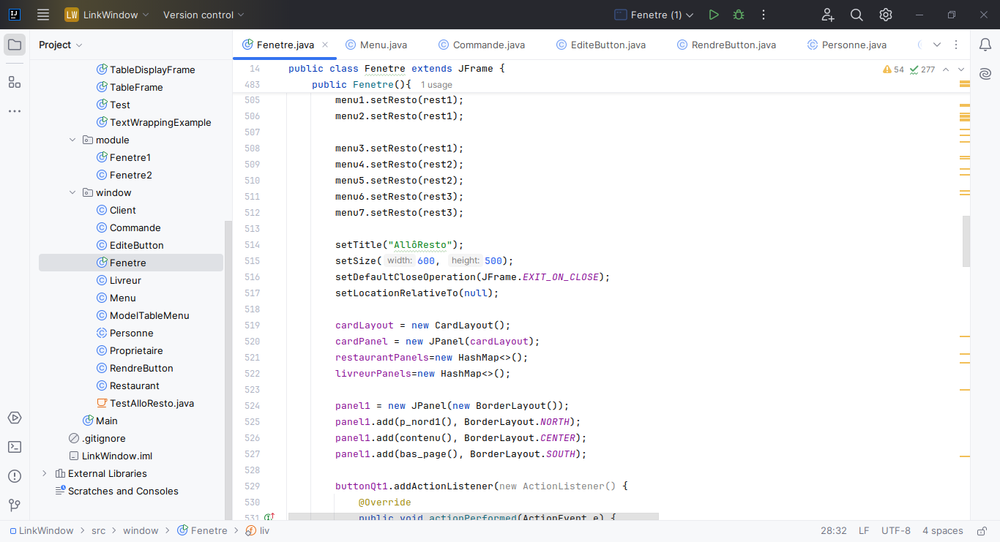 LW LinkWindow Version control Fenetre (1)
Project
Fenetre.java Menu.java Commande.java EditeButton.java RendreButton.java Personne.java
TableDisplayFrame
TableFrame
Test
TextWrappingExample
module
Fenetre1
Fenetre2
window
Client
Commande
EditeButton
Fenetre
Livreur
Menu
ModelTableMenu
Personne
Proprietaire
RendreButton
Restaurant
TestAlloResto.java
Main
.gitignore
LinkWindow.iml
External Libraries
Scratches and Consoles
14 public class Fenetre extends JFrame { 54 277
483 public Fenetre(){ 1 usage
505 menu1.setResto(rest1);
506 menu2.setResto(rest1);
507
508 menu3.setResto(rest1);
509 menu4.setResto(rest2);
510 menu5.setResto(rest2);
511 menu6.setResto(rest3);
512 menu7.setResto(rest3);
513
514 setTitle("AllôResto");
515 setSize( width: 600, height: 500);
516 setDefaultCloseOperation(JFrame.EXIT_ON_CLOSE);
517 setLocationRelativeTo(null);
518
519 cardLayout = new CardLayout();
520 cardPanel = new JPanel(cardLayout);
521 restaurantPanels=new HashMap<>();
522 livreurPanels=new HashMap<>();
523
524 panel1 = new JPanel(new BorderLayout());
525 panel1.add(p_nord1(), BorderLayout.NORTH);
526 panel1.add(contenu(), BorderLayout.CENTER);
527 panel1.add(bas_page(), BorderLayout.SOUTH);
528
529 buttonQt1.addActionListener(new ActionListener() {
530 @Override
531 public void actionPerformed(ActionEvent e) {
LinkWindow > src > window > Fenetre > liv 28:32 LF UTF-8 4 spaces